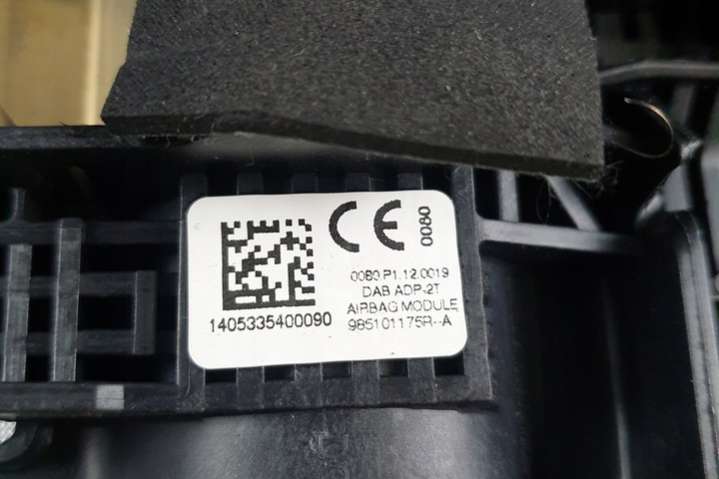 CE 0080
0080 P1.12.0019
DAB ADP-2T
AIRBAG MODULE
1405335400090
985101175R--A